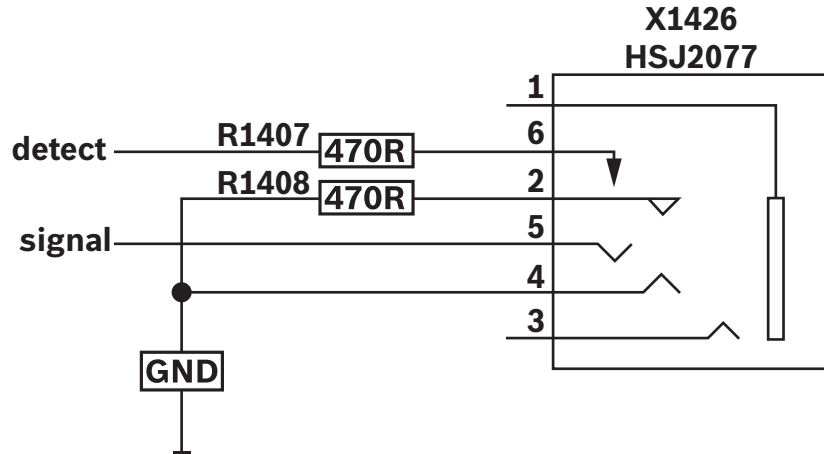 X1426
HSJ2077
1
detect
R1407
470R
6
R1408
470R
2
signal
5
4
3
GND